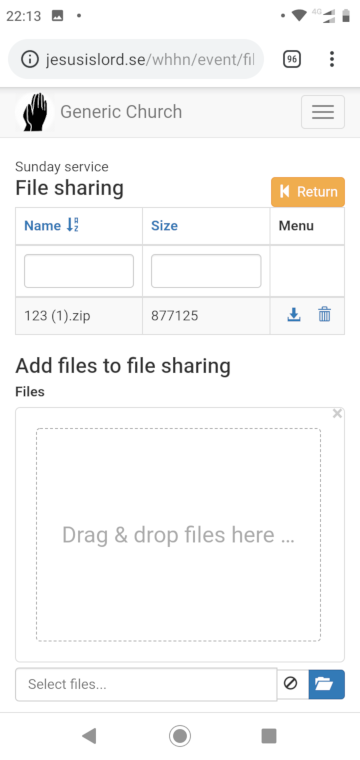 22:13
4G
jesusislord.se/whhn/event/fil
96
Generic Church
Sunday service
File sharing
Return
Name
Size
Menu
123 (1).zip
877125
Add files to file sharing
Files
Drag & drop files here ...
Select files...